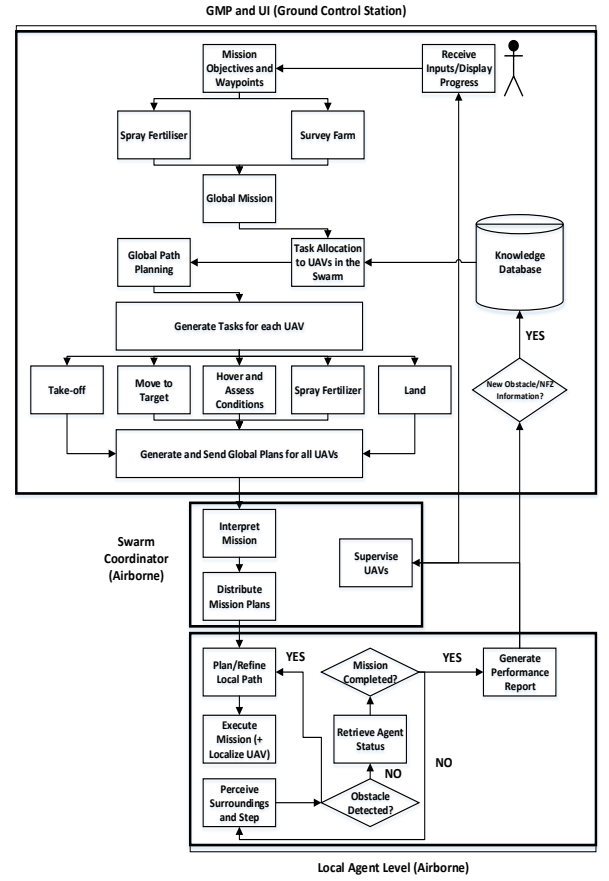 GMP and UI (Ground Control Station)
Mission
Objectives and
Waypoints
Receive
Inputs/Display
Progress
Spray Fertiliser
Survey Farm
Global Mission
Global Path
Planning
Task Allocation
to UAVs in the
Swarm
Knowledge
Database
Generate Tasks for each UAV
YES
Take-off
Move to
Target
Hover and
Assess
Conditions
Spray Fertilizer
Land
New Obstacle/NFZ
Information?
Generate and Send Global Plans for all UAVs
Swarm
Coordinator
(Airborne)
Interpret
Mission
Supervise
UAVs
Distribute
Mission Plans
Plan/Refine
Local Path
YES
Mission
Completed?
YES
Generate
Performance
Report
Execute
Mission (+
Localize UAV)
Retrieve Agent
Status
NO
NO
Perceive
Surroundings
and Step
Obstacle
Detected?
Local Agent Level (Airborne)